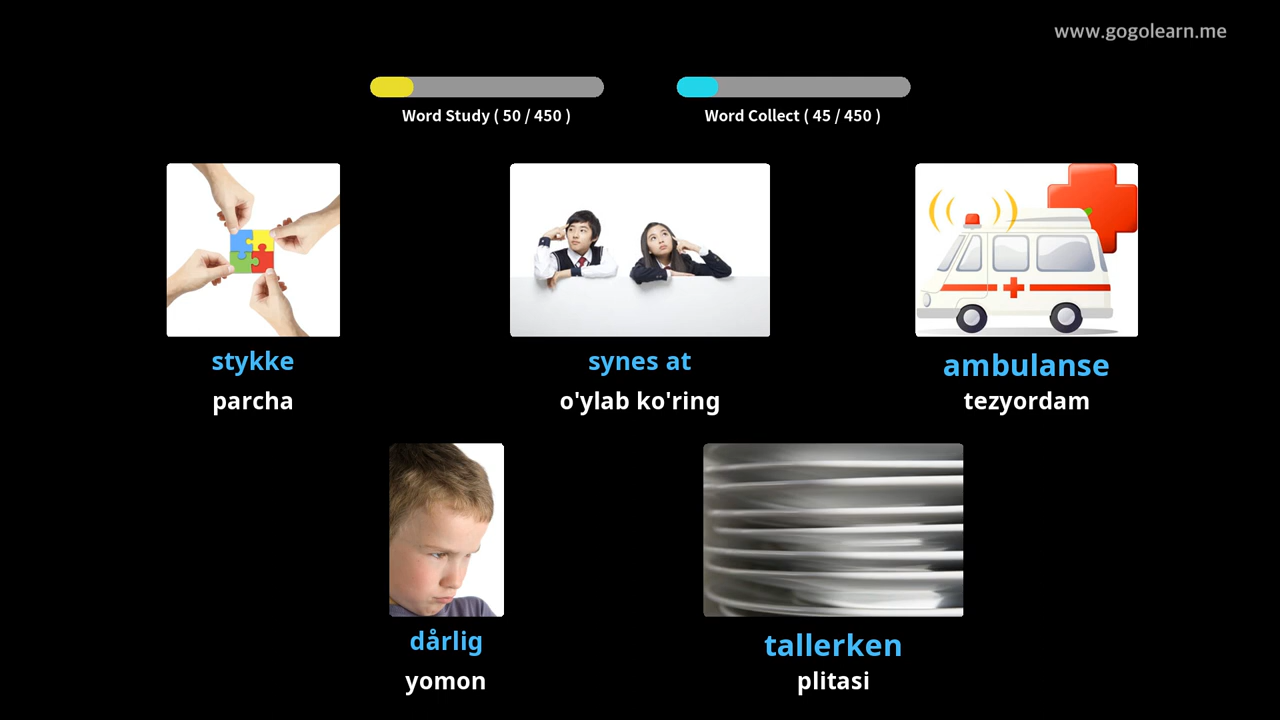 www.gogolearn.me
Word Study ( 50 / 450 )
Word Collect ( 45 / 450 )
stykke
parcha
synes at
o'ylab ko'ring
ambulanse
tezyordam
dårlig
yomon
tallerken
plitasi